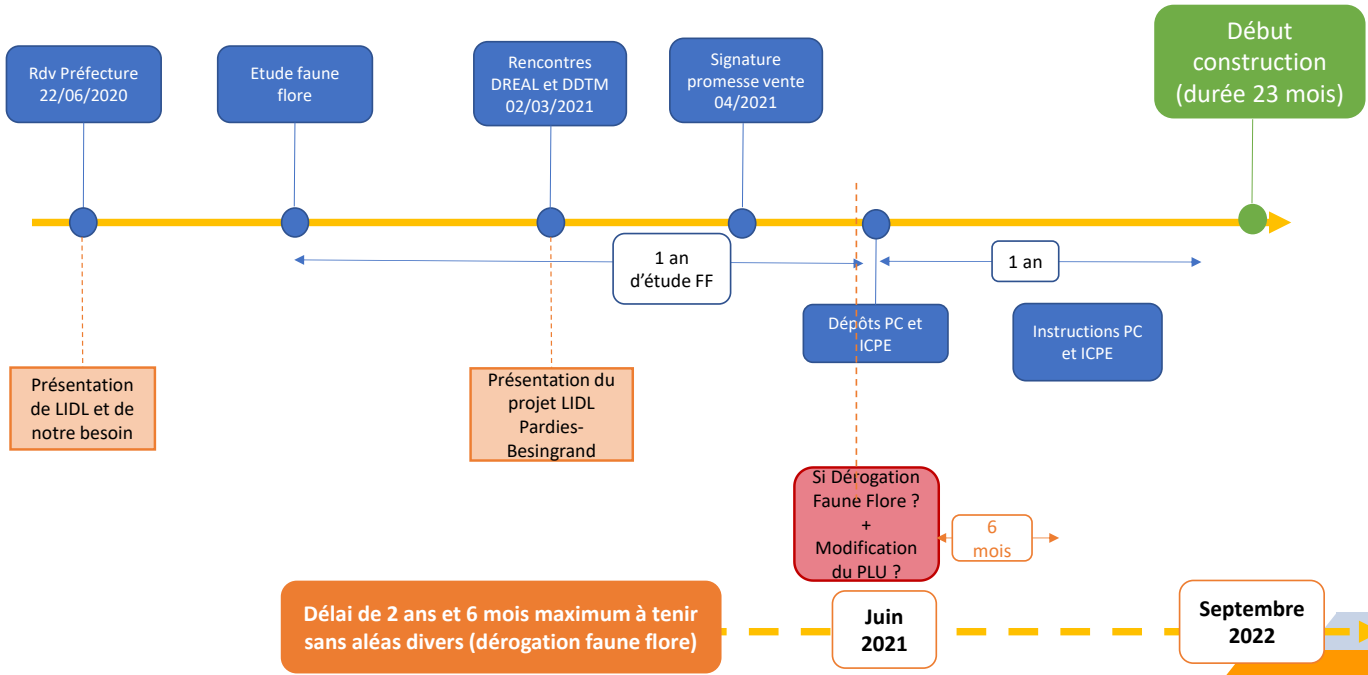 Rdv Préfecture
22/06/2020
Etude faune
flore
Rencontres
DREAL et DDTM
02/03/2021
Signature
promesse vente
04/2021
Début
construction
(durée 23 mois)
1 an
d'étude FF
1 an
Dépôts PC et
ICPE
Instructions PC
et ICPE
Présentation
de LIDL et de
notre besoin
Présentation du
projet LIDL
Pardies-
Besingrand
Si Dérogation
Faune Flore ?
+
Modification
du PLU ?
6
mois
Délai de 2 ans et 6 mois maximum à tenir
sans aléas divers (dérogation faune flore)
Juin
2021
Septembre
2022